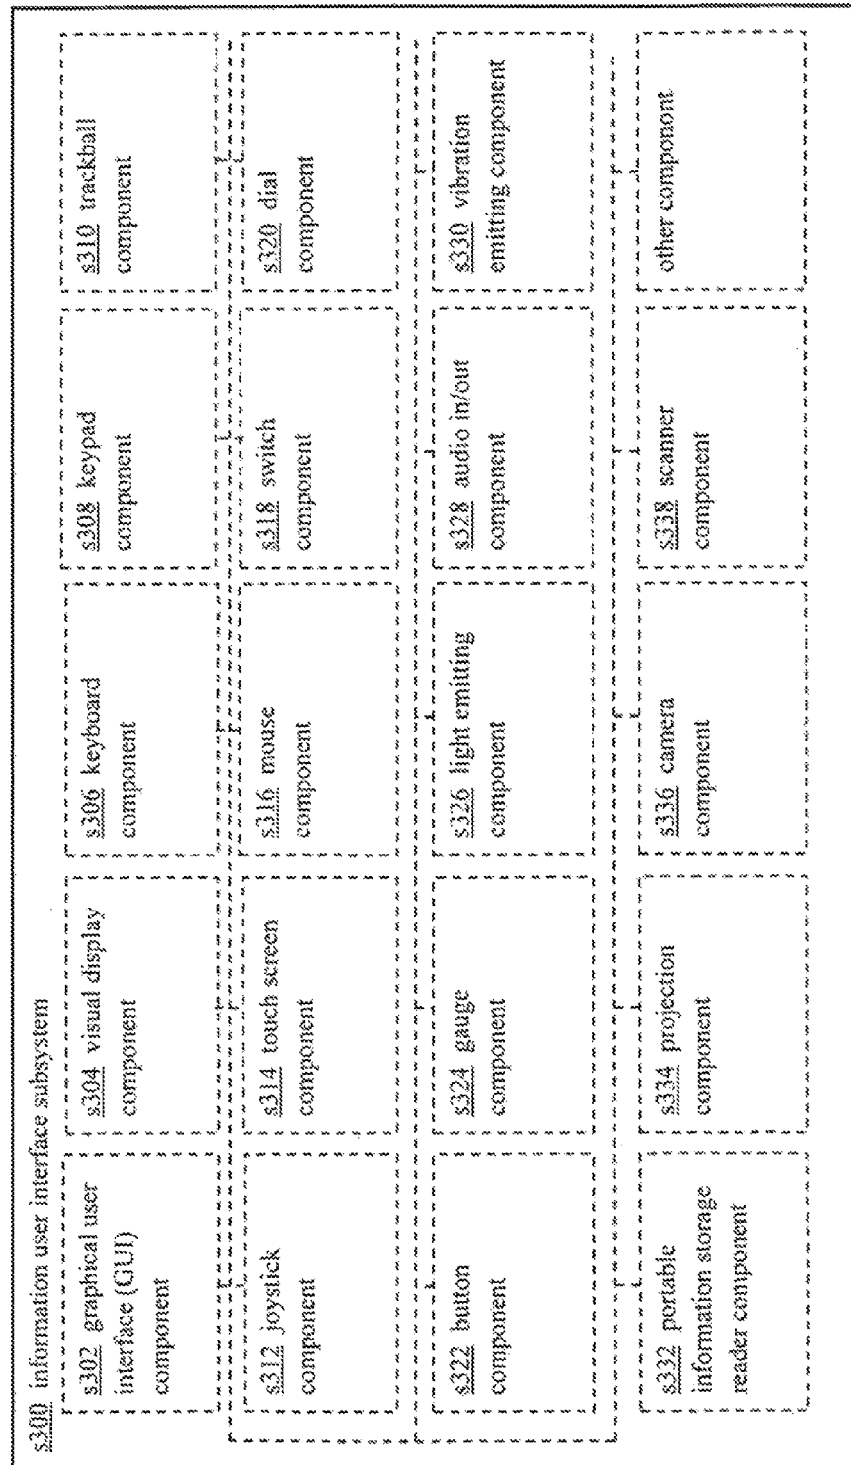 s300 information user interface subsystem
s302 graphical user
interface (GUI)
component
s304 visual display
component
s306 keyboard
component
s308 keypad
component
s310 trackball
component
s312 joystick
component
s314 touch screen
component
s316 mouse
component
s318 switch
component
s320 dial
component
s322 button
component
s324 gauge
component
s326 light emitting
component
s328 audio in/out
component
s330 vibration
emitting component
s332 portable
information storage
reader component
s334 projection
component
s336 camera
component
s338 scanner
component
other componont